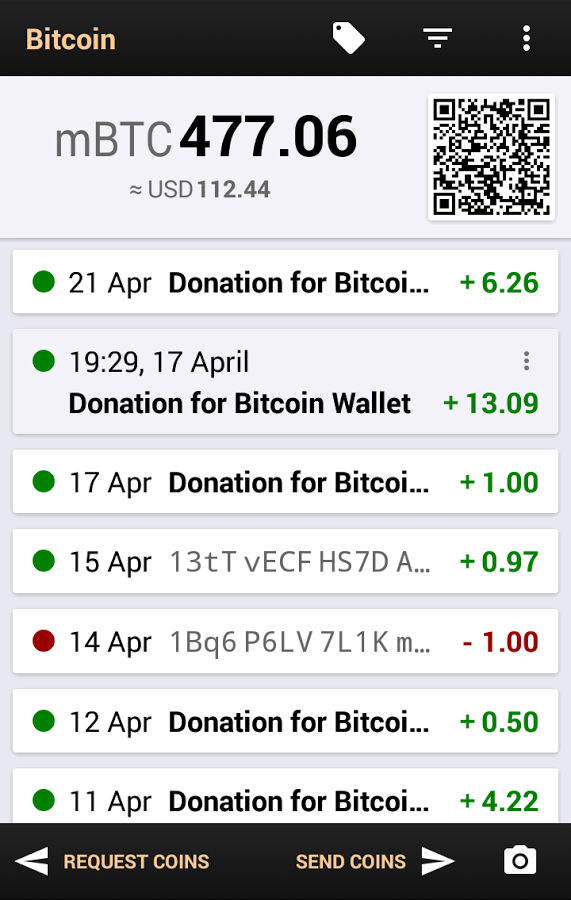 Bitcoin
mBTC 477.06
≈ USD 112.44
21 Apr Donation for Bitcoi... + 6.26
19:29, 17 April
Donation for Bitcoin Wallet + 13.09
17 Apr Donation for Bitcoi... + 1.00
15 Apr 13tT vECF HS7D A... + 0.97
14 Apr 1Bq6 P6LV 7L1K m... - 1.00
12 Apr Donation for Bitcoi... + 0.50
11 Apr Donation for Bitcoi... + 4.22
REQUEST COINS SEND COINS